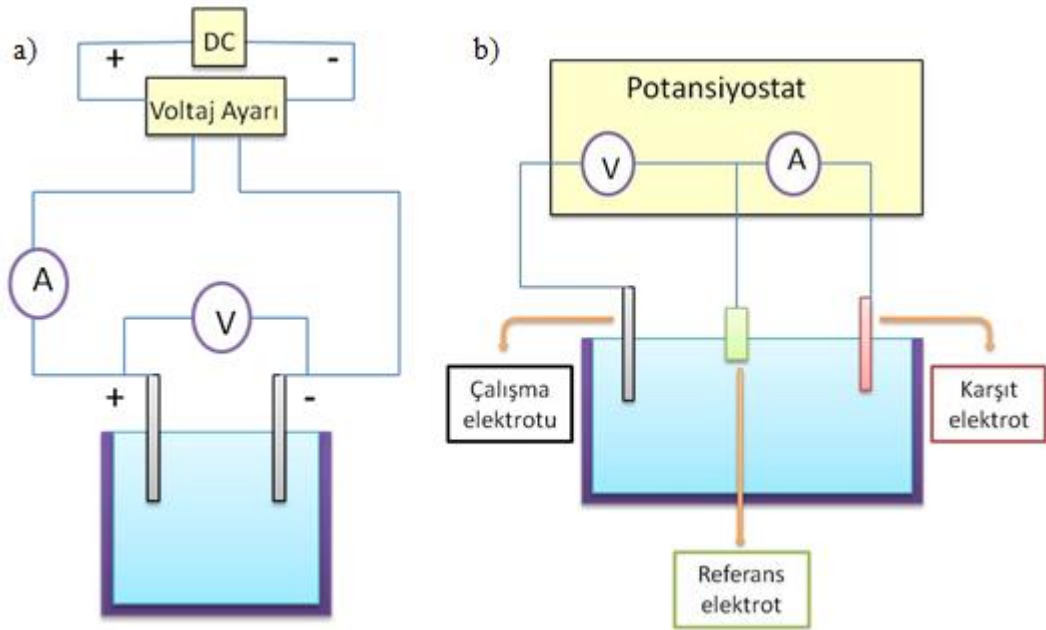 a)
DC
+
-
Voltaj Ayarı
A
V
+
-
b)
Potansiyostat
V
A
Çalışma
elektrotu
Karşıt
elektrot
Referans
elektrot